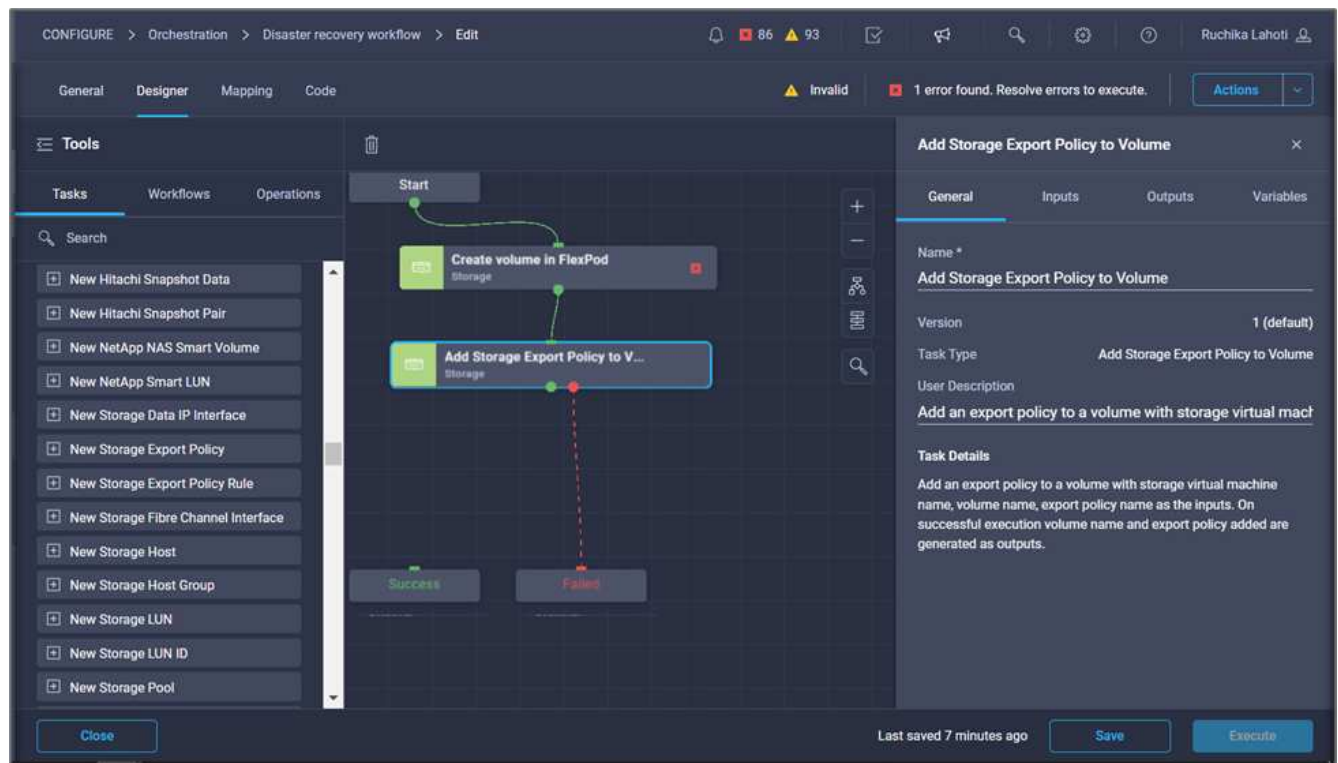 CONFIGURE > Orchestration > Disaster recovery workflow > Edit
86 93
Ruchika Lahoti
General Designer Mapping Code
Invalid
1 error found. Resolve errors to execute.
Actions
Tools
Tasks Workflows Operations
Search
New Hitachi Snapshot Data
New Hitachi Snapshot Pair
New NetApp NAS Smart Volume
New NetApp Smart LUN
New Storage Data IP Interface
New Storage Export Policy
New Storage Export Policy Rule
New Storage Fibre Channel Interface
New Storage Host
New Storage Host Group
New Storage LUN
New Storage LUN ID
New Storage Pool
Start
Create volume in FlexPod
Storage
Add Storage Export Policy to V...
Storage
Success
Failed
Add Storage Export Policy to Volume
General Inputs Outputs Variables
Name *
Add Storage Export Policy to Volume
Version 1 (default)
Task Type Add Storage Export Policy to Volume
User Description
Add an export policy to a volume with storage virtual mach
Task Details
Add an export policy to a volume with storage virtual machine
name, volume name, export policy name as the inputs. On
successful execution volume name and export policy added are
generated as outputs.
Close
Last saved 7 minutes ago
Save
Execute